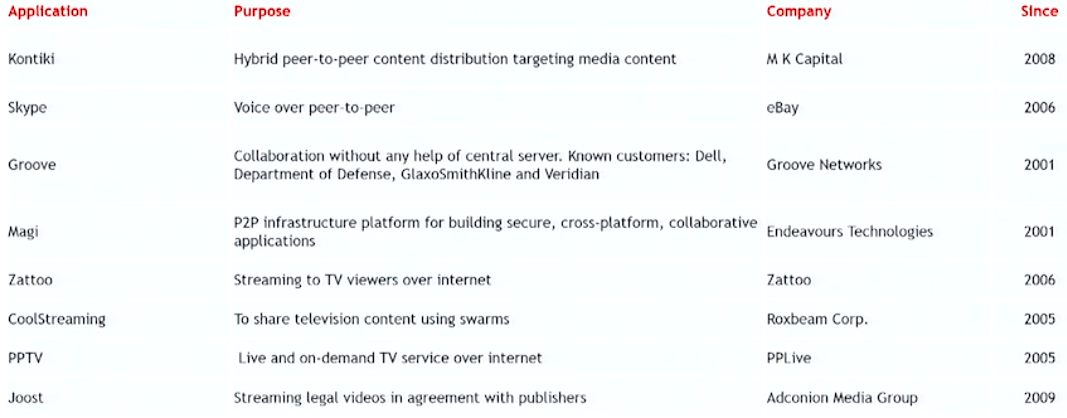 Application Purpose Company Since
Kontiki Hybrid peer-to-peer content distribution targeting media content M K Capital 2008
Skype Voice over peer-to-peer eBay 2006
Groove Collaboration without any help of central server. Known customers: Dell, Department of Defense, GlaxoSmithKline and Veridian Groove Networks 2001
Magi P2P infrastructure platform for building secure, cross-platform, collaborative applications Endeavours Technologies 2001
Zattoo Streaming to TV viewers over internet Zattoo 2006
CoolStreaming To share television content using swarms Roxbeam Corp. 2005
PPTV Live and on-demand TV service over internet PPLive 2005
Joost Streaming legal videos in agreement with publishers Adconion Media Group 2009